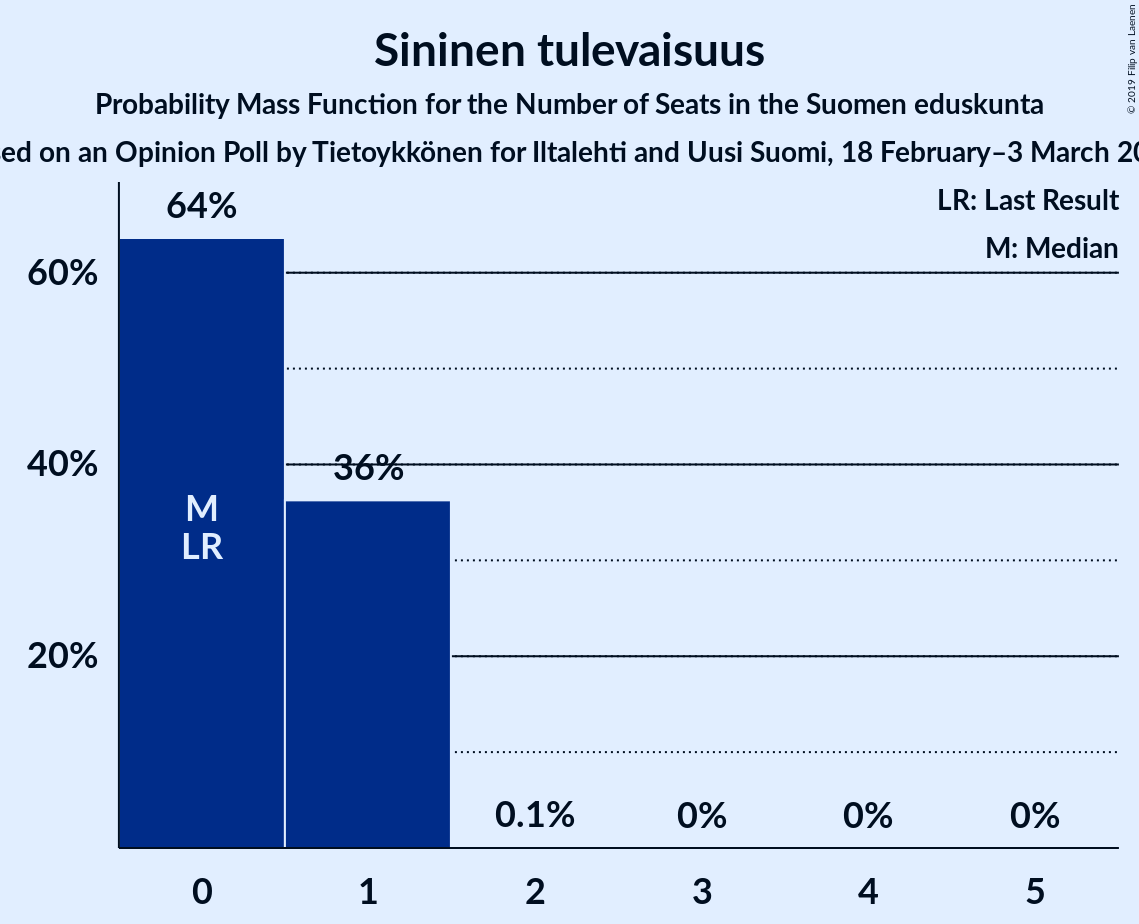 Sininen tulevaisuus
Probability Mass Function for the Number of Seats in the Suomen eduskunta
on an Opinion Poll by Tietoykkönen for Iltalehti and Uusi Suomi, 18 February–3 March
© 2019 Filip van Laenen
LR: Last Result
M: Median
64%
60%
40%
36%
M
LR
20%
0.1%
0%
0%
0%
0
1
2
3
4
5